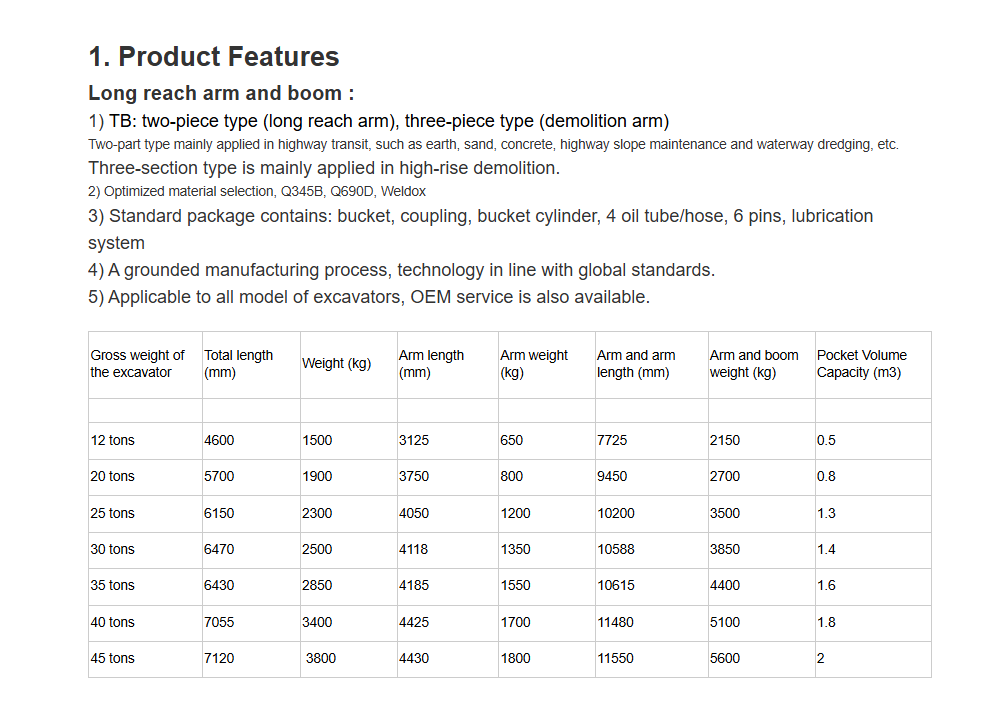 1. Product Features
Long reach arm and boom :
1) TB: two-piece type (long reach arm), three-piece type (demolition arm)
Two-part type mainly applied in highway transit, such as earth, sand, concrete, highway slope maintenance and waterway dredging, etc.
Three-section type is mainly applied in high-rise demolition.
2) Optimized material selection, Q345B, Q690D, Weldox
3) Standard package contains: bucket, coupling, bucket cylinder, 4 oil tube/hose, 6 pins, lubrication
system
4) A grounded manufacturing process, technology in line with global standards.
5) Applicable to all model of excavators, OEM service is also available.
Gross weight of the excavator Total length (mm) Weight (kg) Arm length (mm) Arm weight (kg) Arm and arm length (mm) Arm and boom weight (kg) Pocket Volume Capacity (m3)
12 tons 4600 1500 3125 650 7725 2150 0.5
20 tons 5700 1900 3750 800 9450 2700 0.8
25 tons 6150 2300 4050 1200 10200 3500 1.3
30 tons 6470 2500 4118 1350 10588 3850 1.4
35 tons 6430 2850 4185 1550 10615 4400 1.6
40 tons 7055 3400 4425 1700 11480 5100 1.8
45 tons 7120 3800 4430 1800 11550 5600 2